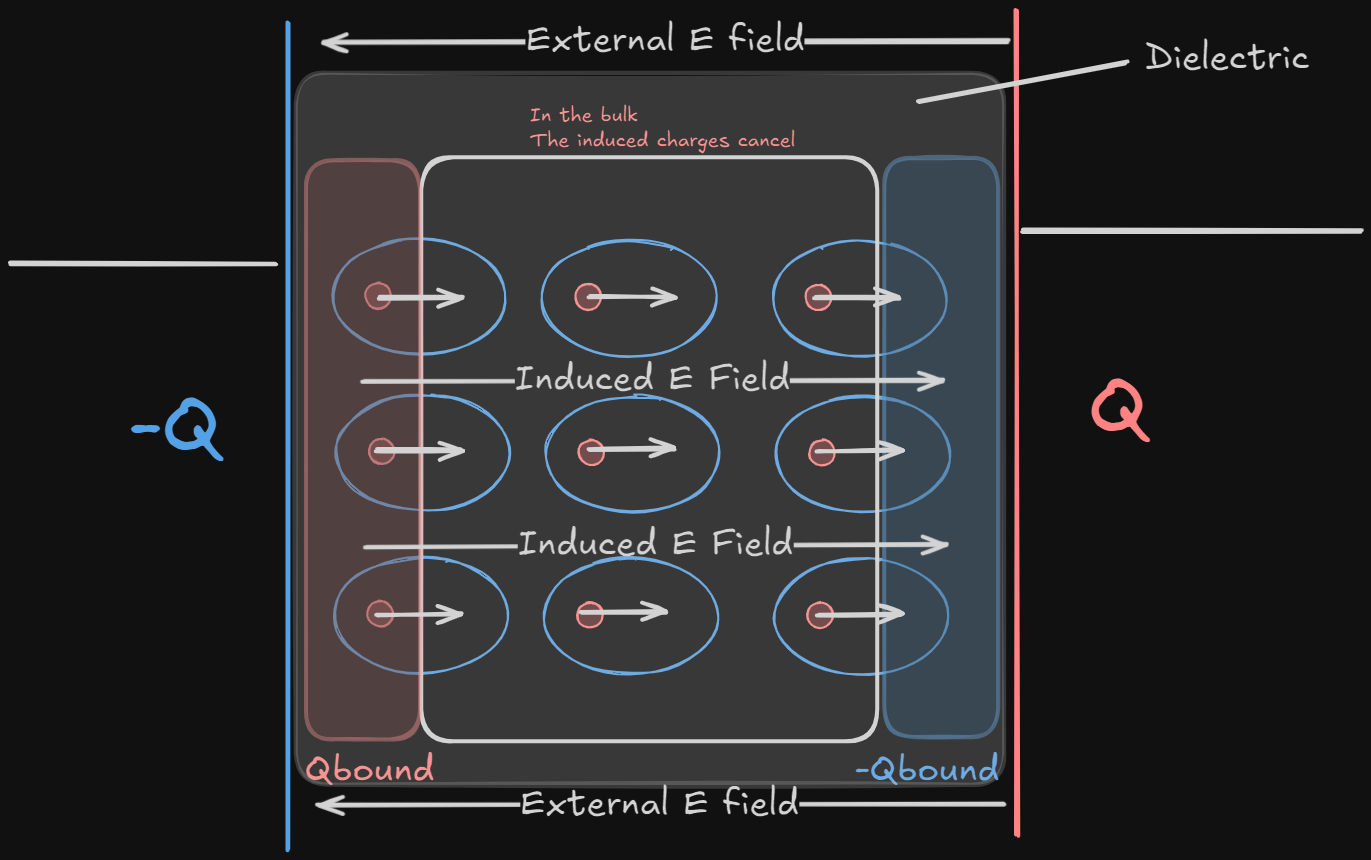 External E field
Dielectric
In the bulk
The induced charges cancel
Induced E Field
-Q
Q
Induced E Field
Qbound
-Qbound
External E field